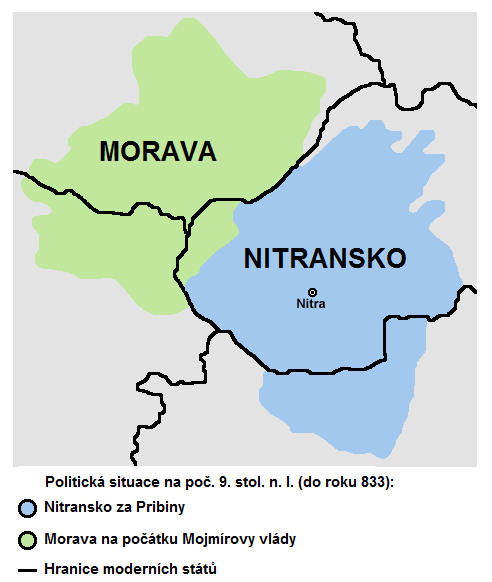 MORAVA
NITRANSKO
Nitra
Politická situace na poč. 9. stol. n. l. (do roku 833):
Nitransko za Pribiny
Morava na počátku Mojmírovy vlády
Hranice moderních států